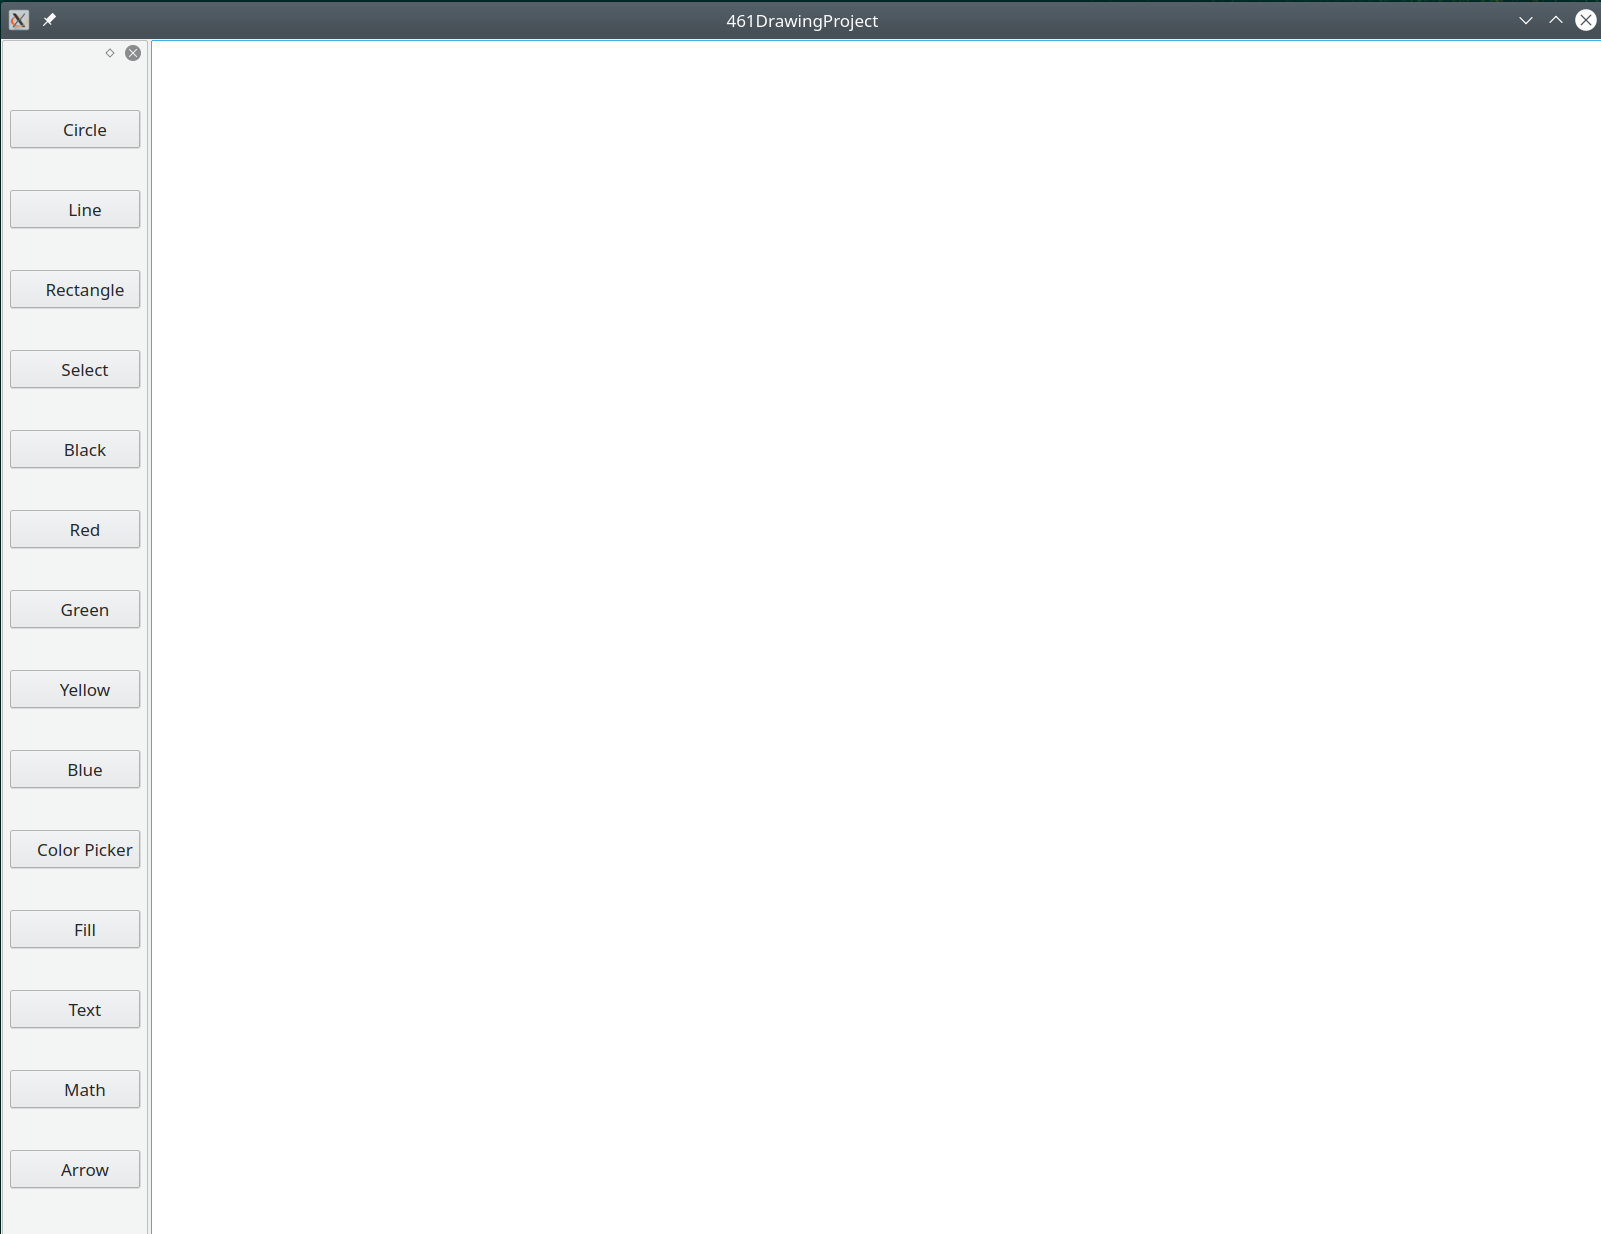 461DrawingProject
Circle
Line
Rectangle
Select
Black
Red
Green
Yellow
Blue
Color Picker
Fill
Text
Math
Arrow